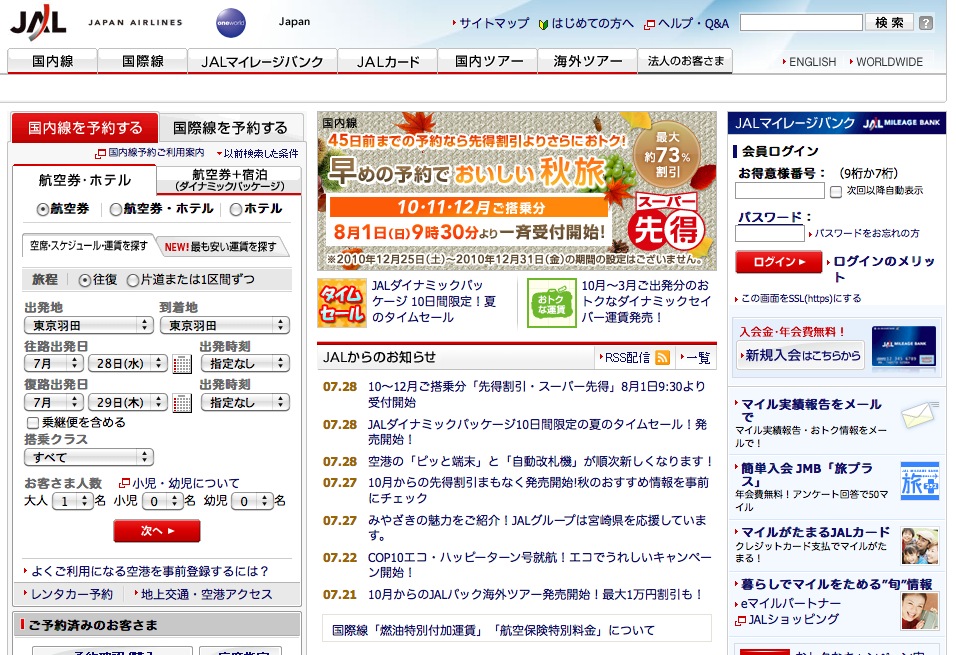 JAL JAPAN AIRLINES oneworld Japan
サイトマップ はじめての方へ ヘルプ・Q&A 検索 ?
国内線 国際線 JALマイレージバンク JALカード 国内ツアー 海外ツアー 法人のお客さま ENGLISH WORLDWIDE
国内線を予約する 国際線を予約する
国内線予約ご利用案内 以前検索した条件
航空券・ホテル
航空券+宿泊
(ダイナミックパッケージ)
航空券 航空券・ホテル ホテル
空席・スケジュール・運賃を探す NEW!最も安い運賃を探す
旅程 往復 片道または1区間ずつ
出発地 到着地
東京羽田 東京羽田
往路出発日 出発時刻
7月 28日(水) 指定なし
復路出発日 出発時刻
7月 29日(木) 指定なし
乗継便を含める
搭乗クラス
すべて
お客さま人数 小児・幼児について
大人 1 名 小児 0 名 幼児 0 名
次へ
よくご利用になる空港を事前登録するには?
レンタカー予約 地上交通・空港アクセス
ご予約済みのお客さま
国内線
45日前までの予約なら先得割引よりさらにおトク!
早めの予約でおいしい秋旅
最大
約73%
割引
10・11・12月ご搭乗分
8月1日(日)9時30分より一斉受付開始!
スーパー
先得
※2010年12月25日(土)~2010年12月31日(金)の期間の設定はございません。
タイム
セール
JALダイナミックパッ
ケージ 10日間限定!夏
のタイムセール
おトク
な運賃
10月~3月ご出発分のお
トクなダイナミックセイ
バー運賃発売!
JALからのお知らせ RSS配信 一覧
07.28 10~12月ご搭乗分「先得割引・スーパー先得」8月1日9:30より
受付開始
07.28 JALダイナミックパッケージ10日間限定の夏のタイムセール!発
売開始!
07.28 空港の「ピッと端末」と「自動改札機」が順次新しくなります!
07.27 10月からの先得割引まもなく発売開始!秋のおすすめ情報を事前
にチェック
07.27 みやざきの魅力をご紹介!JALグループは宮崎県を応援していま
す。
07.22 COP10エコ・ハッピーターン号就航!エコでうれしいキャンペー
ン開始!
07.21 10月からのJALパック海外ツアー発売開始!最大1万円割引も!
国際線「燃油特別付加運賃」「航空保険特別料金」について
JALマイレージバンク JAL MILEAGE BANK
会員ログイン
お得意様番号: (9桁か7桁)
次回以降自動表示
パスワード:
パスワードをお忘れの方
ログイン
ログインのメリッ
ト
この画面をSSL(https)にする
入会金・年会費無料!
新規入会はこちらから
マイル実績報告をメール
で
マイル実績報告・おトク情報をメー
ルで!
簡単入会 JMB「旅プラ
ス」
年会費無料!アンケート回答で50マ
イル
旅
マイルがたまるJALカード
クレジットカード支払でマイルがた
まる!
暮らしでマイルをためる"旬"情報
eマイルパートナー
JALショッピング